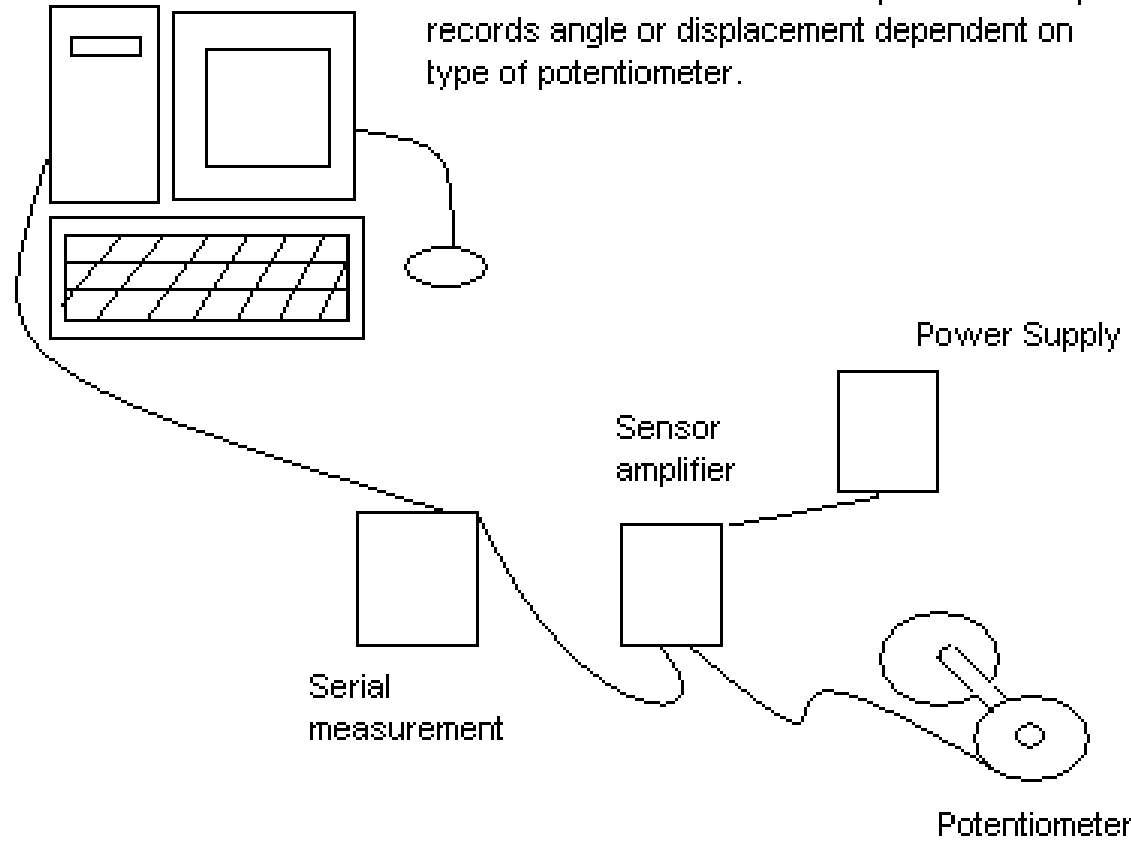 records angle or displacement dependent on
type of potentiometer.
Power Supply
Sensor
amplifier
Serial
measurement
Potentiometer